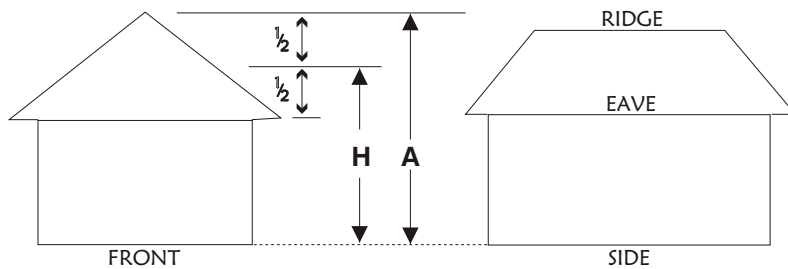 RIDGE
½
½
EAVE
H
A
FRONT
SIDE